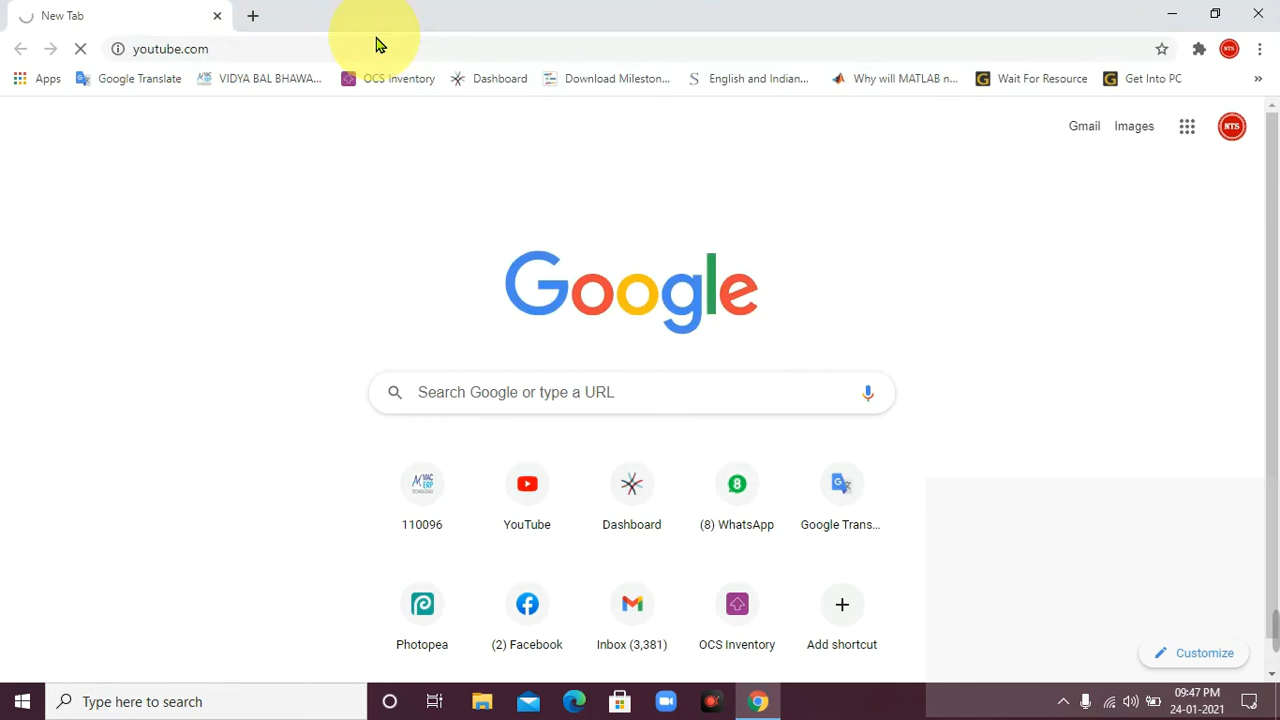 New Tab
youtube.com
NTS
Apps Google Translate VIDYA BAL BHAWA... OCS Inventory Dashboard Download Mileston... English and Indian... Why will MATLAB n... Wait For Resource Get Into PC »
Gmail Images NTS
Google
Search Google or type a URL
110096 YouTube Dashboard (8) WhatsApp Google Trans...
Photopea (2) Facebook Inbox (3,381) OCS Inventory Add shortcut
Customize
Type here to search
09:47 PM
24-01-2021